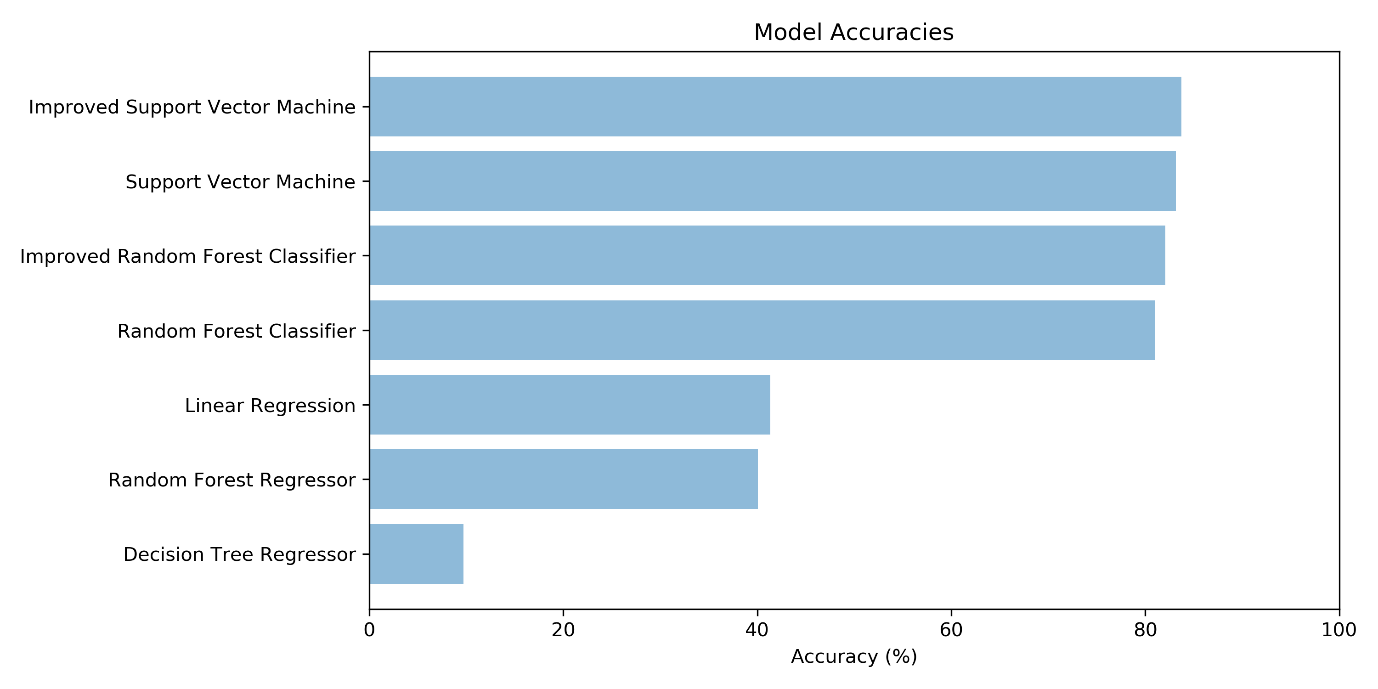 Model Accuracies
Improved Support Vector Machine
Support Vector Machine
Improved Random Forest Classifier
Random Forest Classifier
Linear Regression
Random Forest Regressor
Decision Tree Regressor
0 20 40 60 80 100
Accuracy (%)